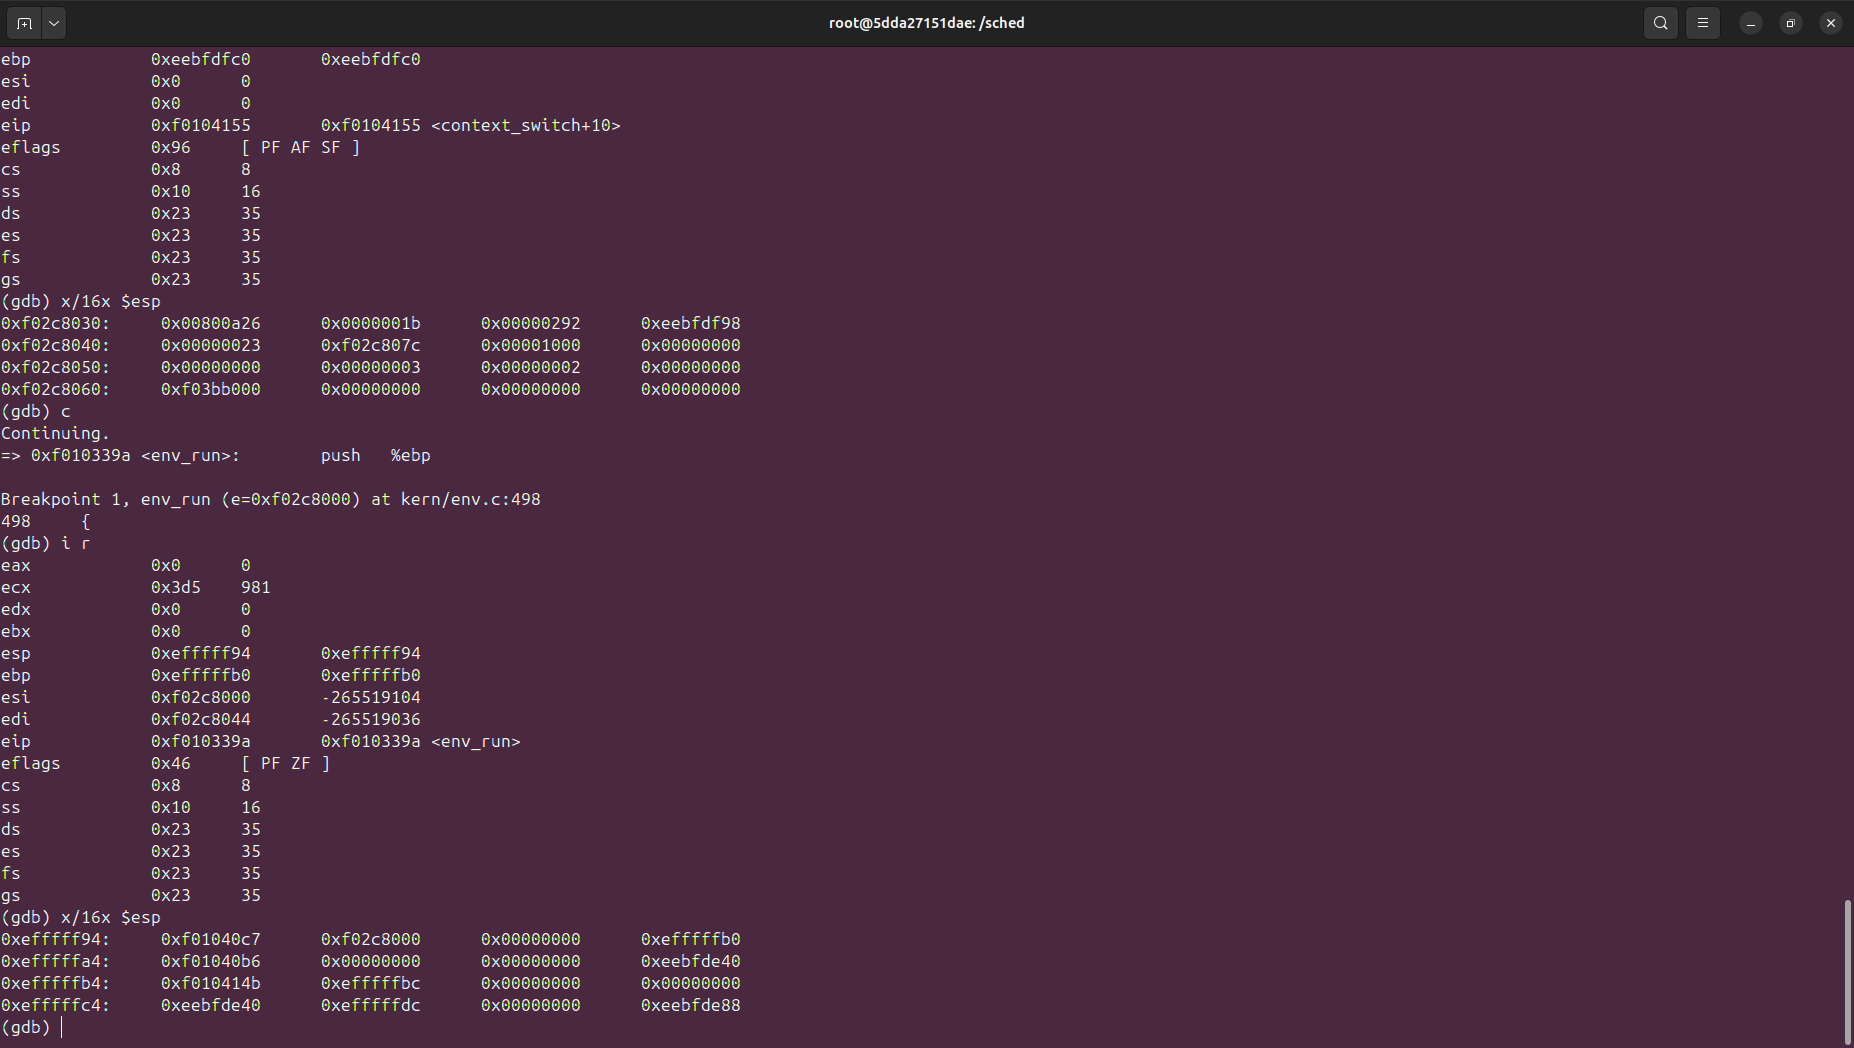 root@5dda27151dae: /sched
ebp 0xeebfdfc0 0xeebfdfc0
esi 0x0 0
edi 0x0 0
eip 0xf0104155 0xf0104155 <context_switch+10>
eflags 0x96 [ PF AF SF ]
cs 0x8 8
ss 0x10 16
ds 0x23 35
es 0x23 35
fs 0x23 35
gs 0x23 35
(gdb) x/16x $esp
0xf02c8030: 0x00800a26 0x0000001b 0x00000292 0xeebfdf98
0xf02c8040: 0x00000023 0xf02c807c 0x00001000 0x00000000
0xf02c8050: 0x00000000 0x00000003 0x00000002 0x00000000
0xf02c8060: 0xf03bb000 0x00000000 0x00000000 0x00000000
(gdb) c
Continuing.
=> 0xf010339a <env_run>: push %ebp
Breakpoint 1, env_run (e=0xf02c8000) at kern/env.c:498
498 {
(gdb) i r
eax 0x0 0
ecx 0x3d5 981
edx 0x0 0
ebx 0x0 0
esp 0xefffff94 0xefffff94
ebp 0xefffffb0 0xefffffb0
esi 0xf02c8000 -265519104
edi 0xf02c8044 -265519036
eip 0xf010339a 0xf010339a <env_run>
eflags 0x46 [ PF ZF ]
cs 0x8 8
ss 0x10 16
ds 0x23 35
es 0x23 35
fs 0x23 35
gs 0x23 35
(gdb) x/16x $esp
0xefffff94: 0xf01040c7 0xf02c8000 0x00000000 0xefffffb0
0xefffffa4: 0xf01040b6 0x00000000 0x00000000 0xeebfde40
0xefffffb4: 0xf010414b 0xefffffbc 0x00000000 0x00000000
0xefffffc4: 0xeebfde40 0xefffffdc 0x00000000 0xeebfde88
(gdb)